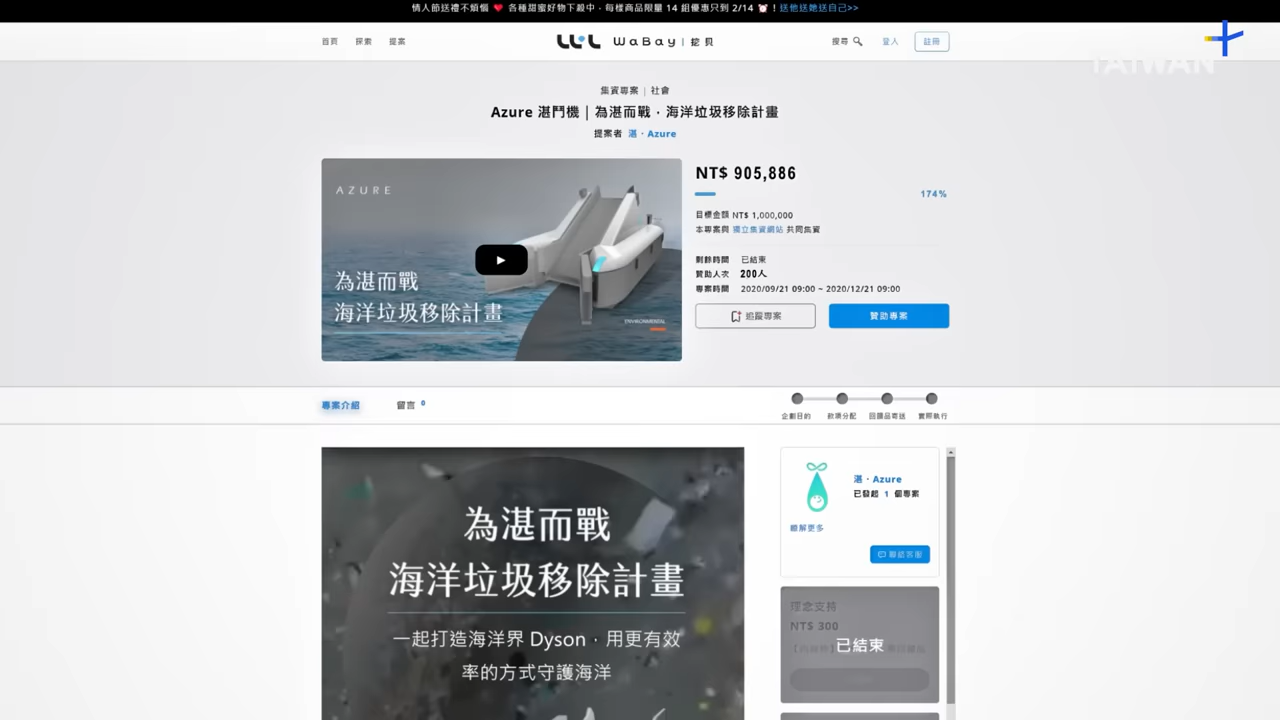 情人節送禮不煩惱 ❤️ 各種甜蜜好物下殺中，每樣商品限量 14 組優惠只到 2/14 ⏰！送他送她送自己>>
首頁 探索 提案
WaBay | 挖貝
搜尋 登入 註冊
TAIWAN
集資專案 | 社會
Azure 湛鬥機｜為湛而戰．海洋垃圾移除計畫
提案者 湛．Azure
AZURE
為湛而戰
海洋垃圾移除計畫
ENVIRONMENTAL
NT$ 905,886
174%
目標金額 NT$ 1,000,000
本專案與 獨立集資網站 共同集資
剩餘時間 已結束
贊助人次 200人
專案時間 2020/09/21 09:00 ~ 2020/12/21 09:00
追蹤專案 贊助專案
專案介紹 留言 0
企劃目的 款項分配 回饋品寄送 實際執行
為湛而戰
海洋垃圾移除計畫
一起打造海洋界 Dyson．用更有效
率的方式守護海洋
湛．Azure
已發起 1 個專案
瞭解更多
聯絡客服
理念支持
NT$ 300
已結束